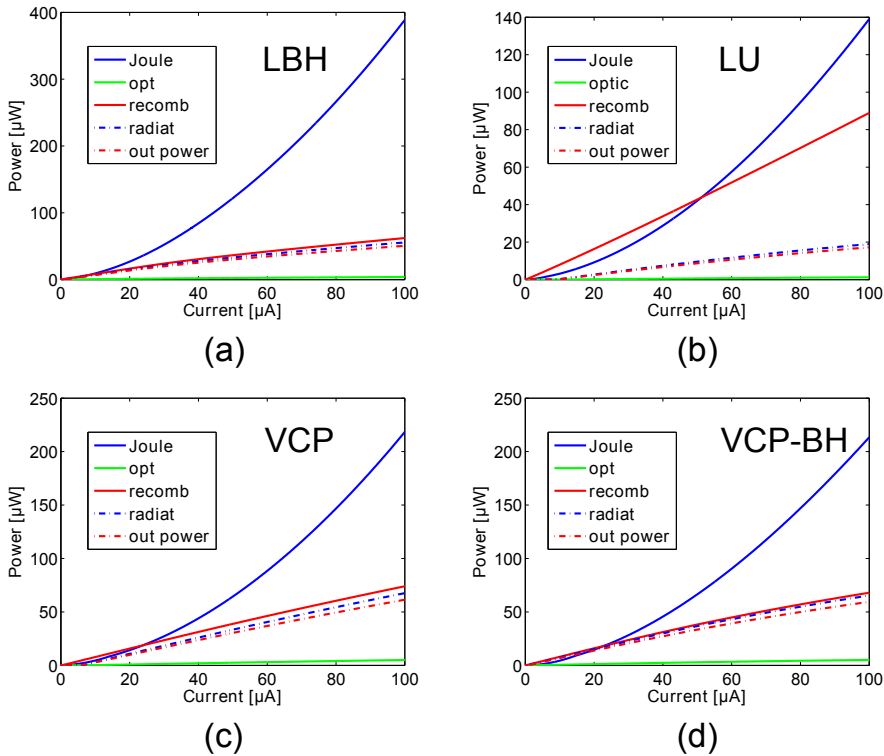 400
300
200
100
0
Power [µW]
Joule
opt
recomb
radiat
out power
LBH
0 20 40 60 80 100
Current [µA]
(a)
140
120
100
80
60
40
20
0
Power [µW]
Joule
optic
recomb
radiat
out power
LU
0 20 40 60 80 100
Current [µA]
(b)
250
200
150
100
50
0
Power [µW]
Joule
opt
recomb
radiat
out power
VCP
0 20 40 60 80 100
Current [µA]
(c)
250
200
150
100
50
0
Power [µW]
Joule
opt
recomb
radiat
out power
VCP-BH
0 20 40 60 80 100
Current [µA]
(d)